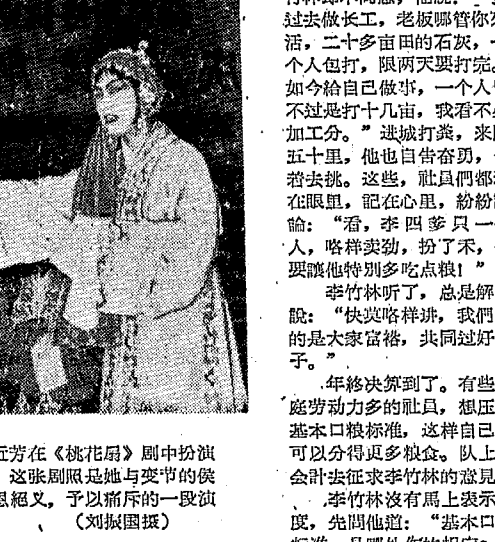 近芳在《桃花扇》剧中扮演
这张剧照是她与变节的侯
恩絕义，予以痛斥的一段演
（刘振国摄）
过去做长工，老板哪管你
活，二十多亩田的石灰，
个人包打，限两天要打完。
如今給自己做事，一个人
不过是打十几亩，我看不
加工分。”进城打粪，来
五十里，他也自告奋勇，
着去挑。这些，社員們都
在眼里，記在心里，紛紛
論：“看，李四爹只一
人，咯样卖劲，扮了禾，
要讓他特別多吃点粮！”
李竹林听了，总是解
說：“快莫咯样讲，我們
的是大家富裕，共同过好
子。”
年終决算到了。有些
庭劳动力多的社員，想压
基本口粮标准，这样自己
可以分得更多粮食。队上
会計去征求李竹林的意見
李竹林沒有馬上表示
度，先問他道：“基本口